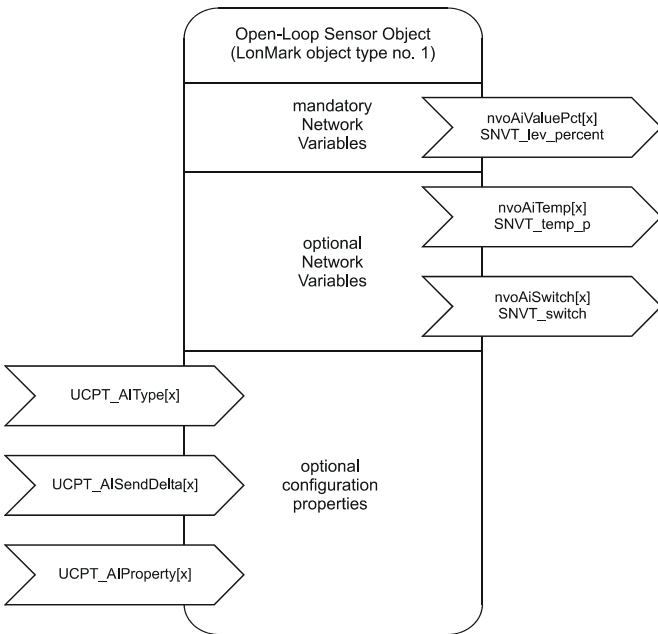 Open-Loop Sensor Object
(LonMark object type no. 1)
mandatory
Network
Variables
nvoAiValuePct[x]
SNVT_lev_percent
optional
Network
Variables
nvoAiTemp[x]
SNVT_temp_p
nvoAiSwitch[x]
SNVT_switch
UCPT_AIType[x]
UCPT_AISendDelta[x]
UCPT_AIProperty[x]
optional
configuration
properties